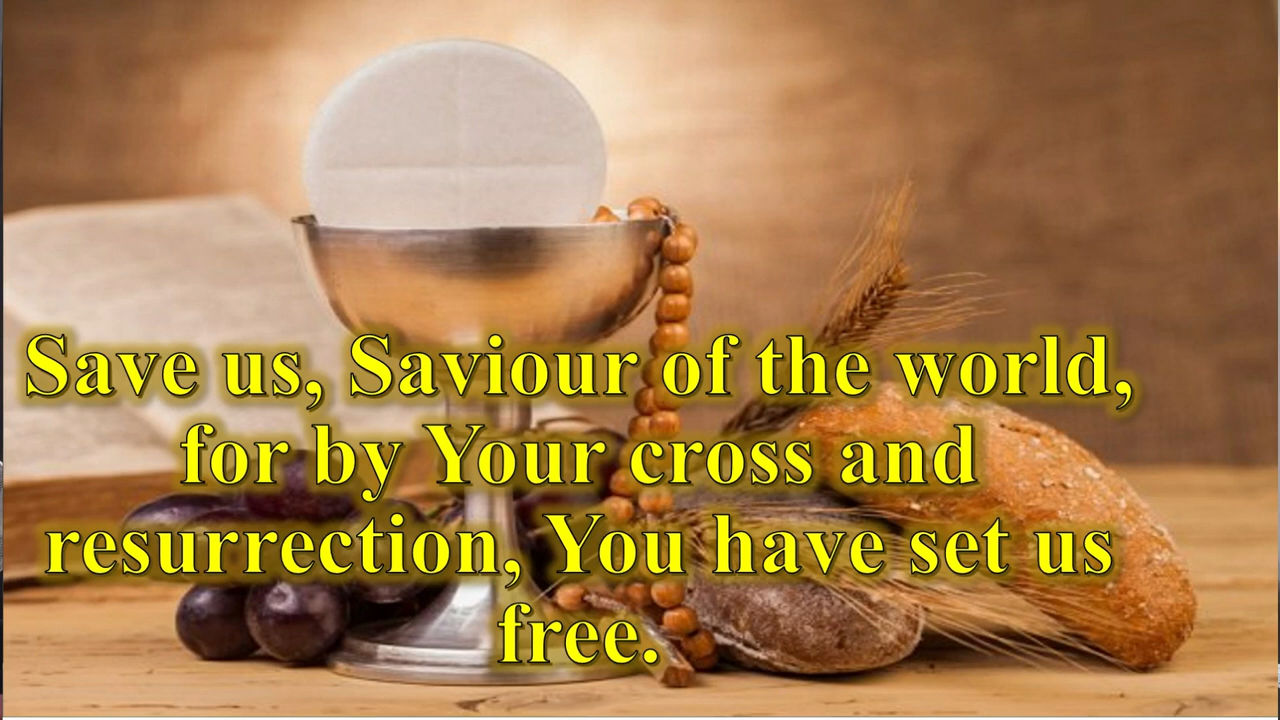 Save us, Saviour of the world,
for by Your cross and
resurrection, You have set us
free.